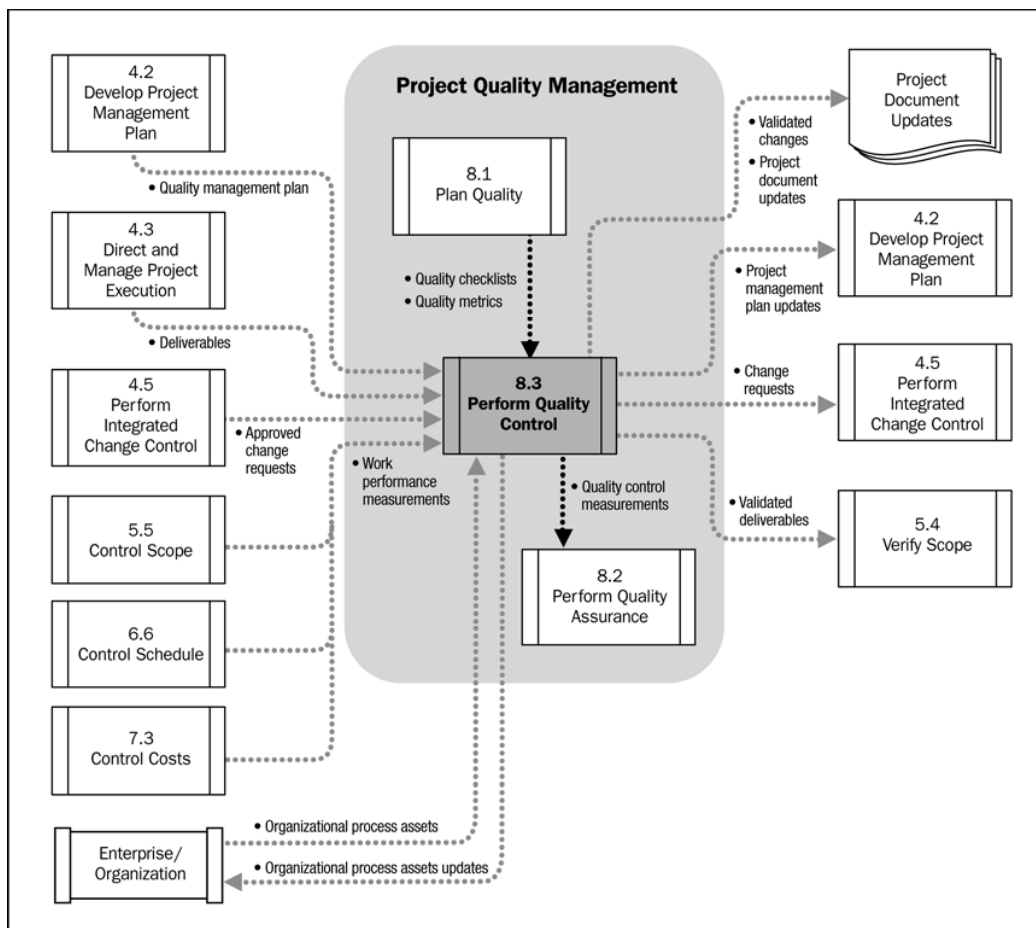 Project Quality Management
4.2
Develop Project
Management
Plan
• Quality management plan
4.3
Direct and
Manage Project
Execution
• Deliverables
4.5
Perform
Integrated
Change Control
• Approved
change
requests
5.5
Control Scope
6.6
Control Schedule
7.3
Control Costs
• Work
performance
measurements
Enterprise/
Organization
• Organizational process assets
• Organizational process assets updates
8.1
Plan Quality
• Quality checklists
• Quality metrics
8.3
Perform Quality
Control
• Quality control
measurements
8.2
Perform Quality
Assurance
• Validated
changes
• Project
document
updates
Project
Document
Updates
• Project
management
plan updates
4.2
Develop Project
Management
Plan
• Change
requests
4.5
Perform
Integrated
Change Control
• Validated
deliverables
5.4
Verify Scope